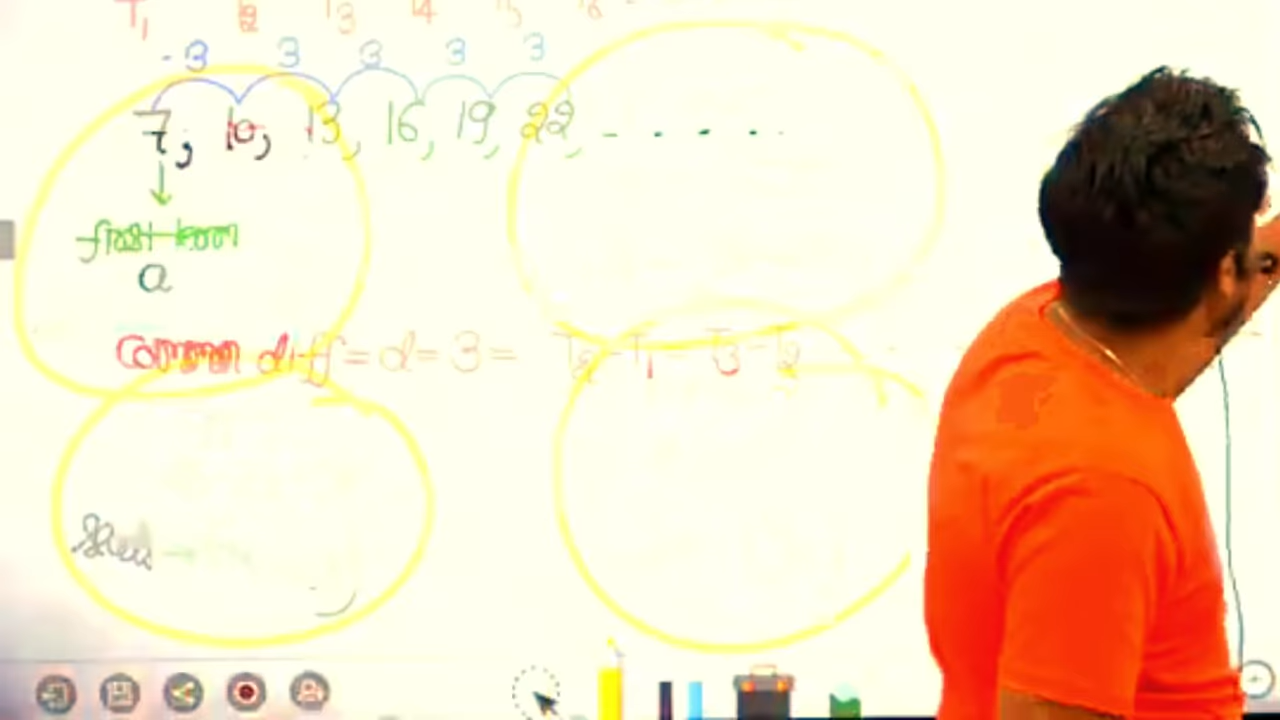 T1 T2 T3 T4 T5
- 3 3 3 3 3
7, 10, 13, 16, 19, 22, - . . . .
first term
a
Common diff = d = 3 = T2 - T1 = T3 - T2